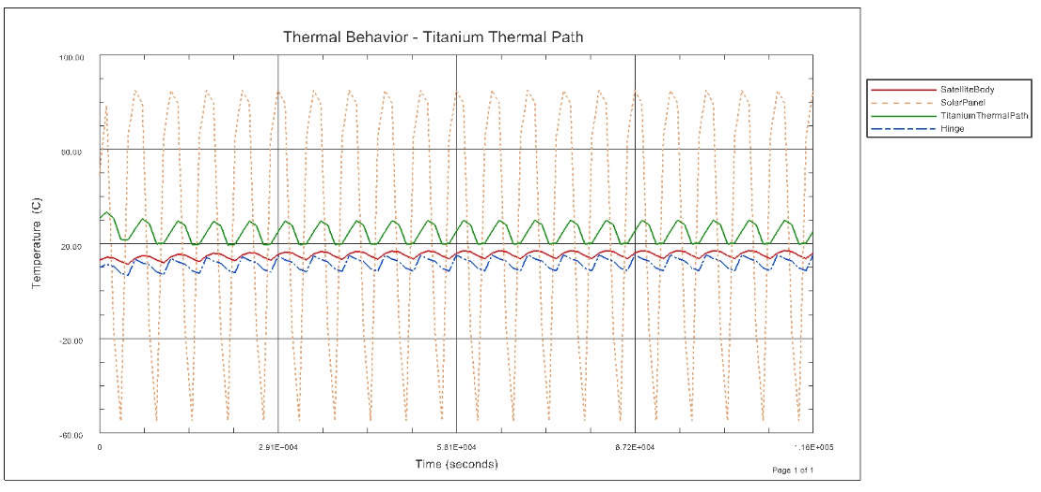 Thermal Behavior - Titanium Thermal Path
100.00
60.00
20.00
-20.00
-60.00
Temperature (C)
0
2.91E+004
5.81E+004
8.72E+004
1.16E+005
Time (seconds)
Page 1 of 1
SatelliteBody
SolarPanel
TitaniumThermalPath
Hinge